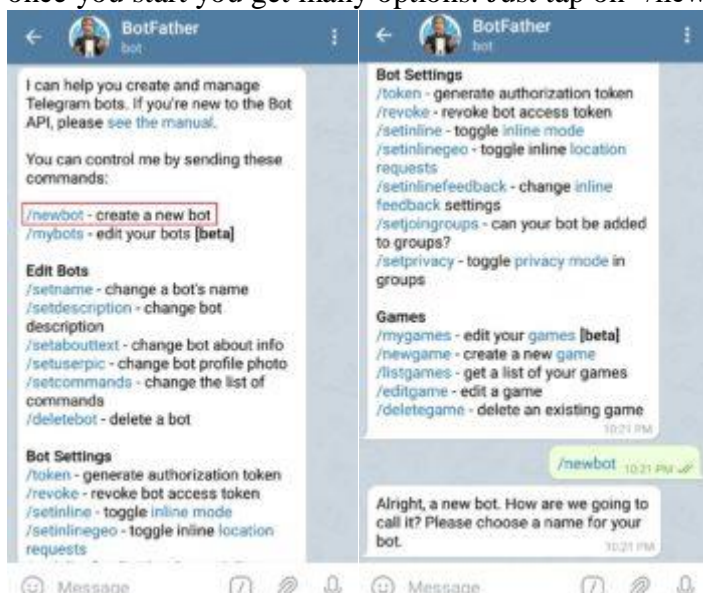 once you start you get many options. Just tap on
BotFather
bot
I can help you create and manage
Telegram bots. If you're new to the Bot
API, please see the manual.
You can control me by sending these
commands:
/newbot - create a new bot
/mybots - edit your bots [beta]
Edit Bots
/setname - change a bot's name
/setdescription - change bot
description
/setabouttext - change bot about info
/setuserpic - change bot profile photo
/setcommands - change the list of
commands
/deletebot - delete a bot
Bot Settings
/token - generate authorization token
/revoke - revoke bot access token
/setinline - toggle inline mode
/setinlinegeo - toggle inline location
requests
Message
BotFather
bot
Bot Settings
/token - generate authorization token
/revoke - revoke bot access token
/setinline - toggle inline mode
/setinlinegeo - toggle inline location
requests
/setinlinefeedback - change inline
feedback settings
/setjoingroups - can your bot be added
to groups?
/setprivacy - toggle privacy mode in
groups
Games
/mygames - edit your games [beta]
/newgame - create a new game
/listgames - get a list of your games
/editgame - edit a game
/deletegame - delete an existing game
10:21 PM
/newbot 10:21 PM
Alright, a new bot. How are we going to
call it? Please choose a name for your
bot.
10:21 PM
Message